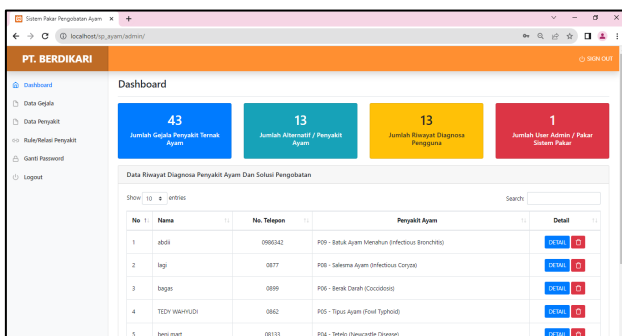 Sistem Pakar Pengobatan Ayam
localhost/sp_ayam/admin/
PT. BERDIKARI
SIGN OUT
Dashboard
Data Gejala
Data Penyakit
Rule/Relasi Penyakit
Ganti Password
Logout
Dashboard
43
Jumlah Gejala Penyakit Ternak
Ayam
13
Jumlah Alternatif / Penyakit
Ayam
13
Jumlah Riwayat Diagnosa
Pengguna
1
Jumlah User Admin / Pakar
Sistem Pakar
Data Riwayat Diagnosa Penyakit Ayam Dan Solusi Pengobatan
Show 10 entries
Search:
No Nama No. Telepon Penyakit Ayam Detail
1 abdii 0986342 P09 - Batuk Ayam Menahun (Infectious Bronchitis) DETAIL
2 lagi 0877 P08 - Salesma Ayam (Infectious Coryza) DETAIL
3 bagas 0899 P06 - Berak Darah (Coccidosis) DETAIL
4 TEDY WAHYUDI 0862 P05 - Tipus Ayam (Fowl Typhoid) DETAIL
5 beni mart 08133 P04 - Tetelo (Newcastle Disease) DETAIL